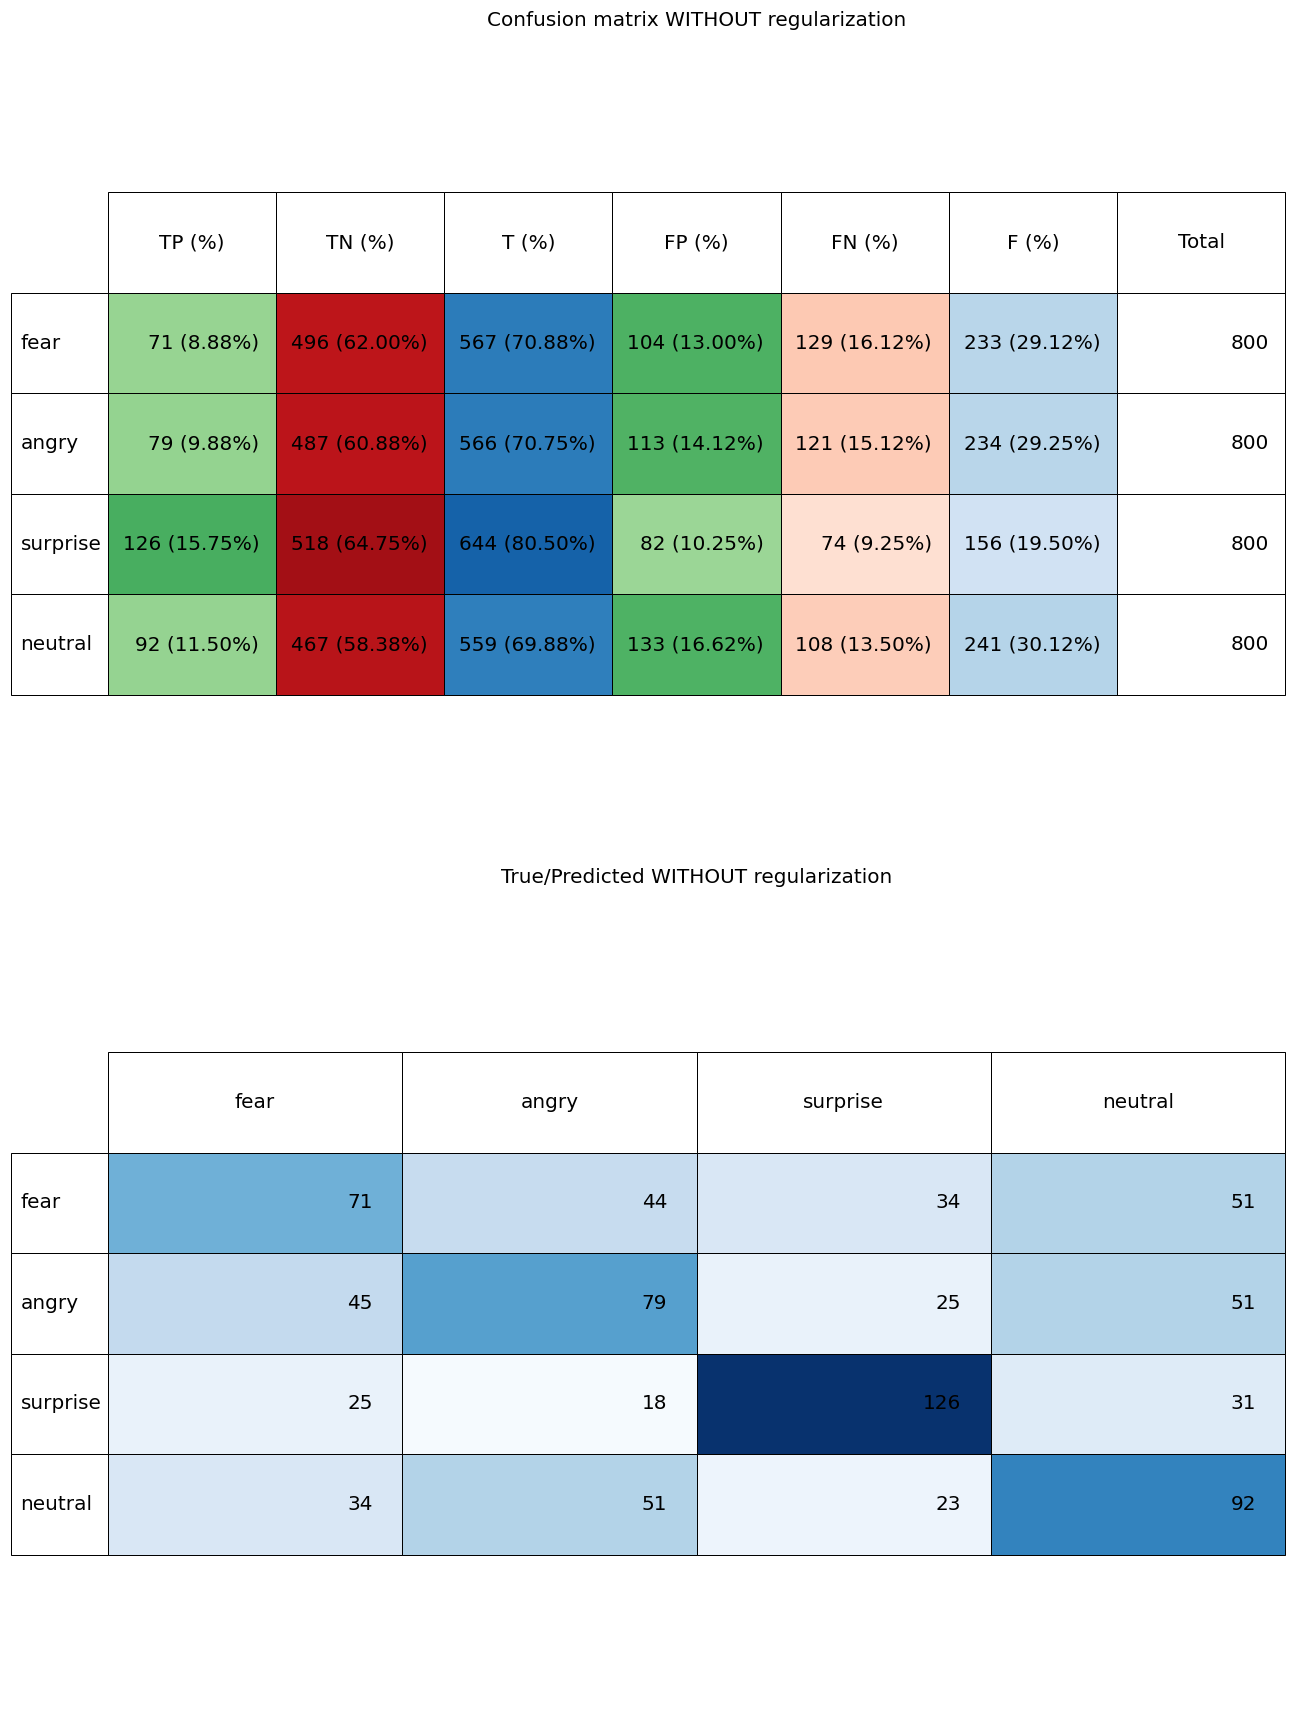 Confusion matrix WITHOUT regularization
TP (%) TN (%) T (%) FP (%) FN (%) F (%) Total
fear 71 (8.88%) 496 (62.00%) 567 (70.88%) 104 (13.00%) 129 (16.12%) 233 (29.12%) 800
angry 79 (9.88%) 487 (60.88%) 566 (70.75%) 113 (14.12%) 121 (15.12%) 234 (29.25%) 800
surprise 126 (15.75%) 518 (64.75%) 644 (80.50%) 82 (10.25%) 74 (9.25%) 156 (19.50%) 800
neutral 92 (11.50%) 467 (58.38%) 559 (69.88%) 133 (16.62%) 108 (13.50%) 241 (30.12%) 800
True/Predicted WITHOUT regularization
fear angry surprise neutral
fear 71 44 34 51
angry 45 79 25 51
surprise 25 18 126 31
neutral 34 51 23 92